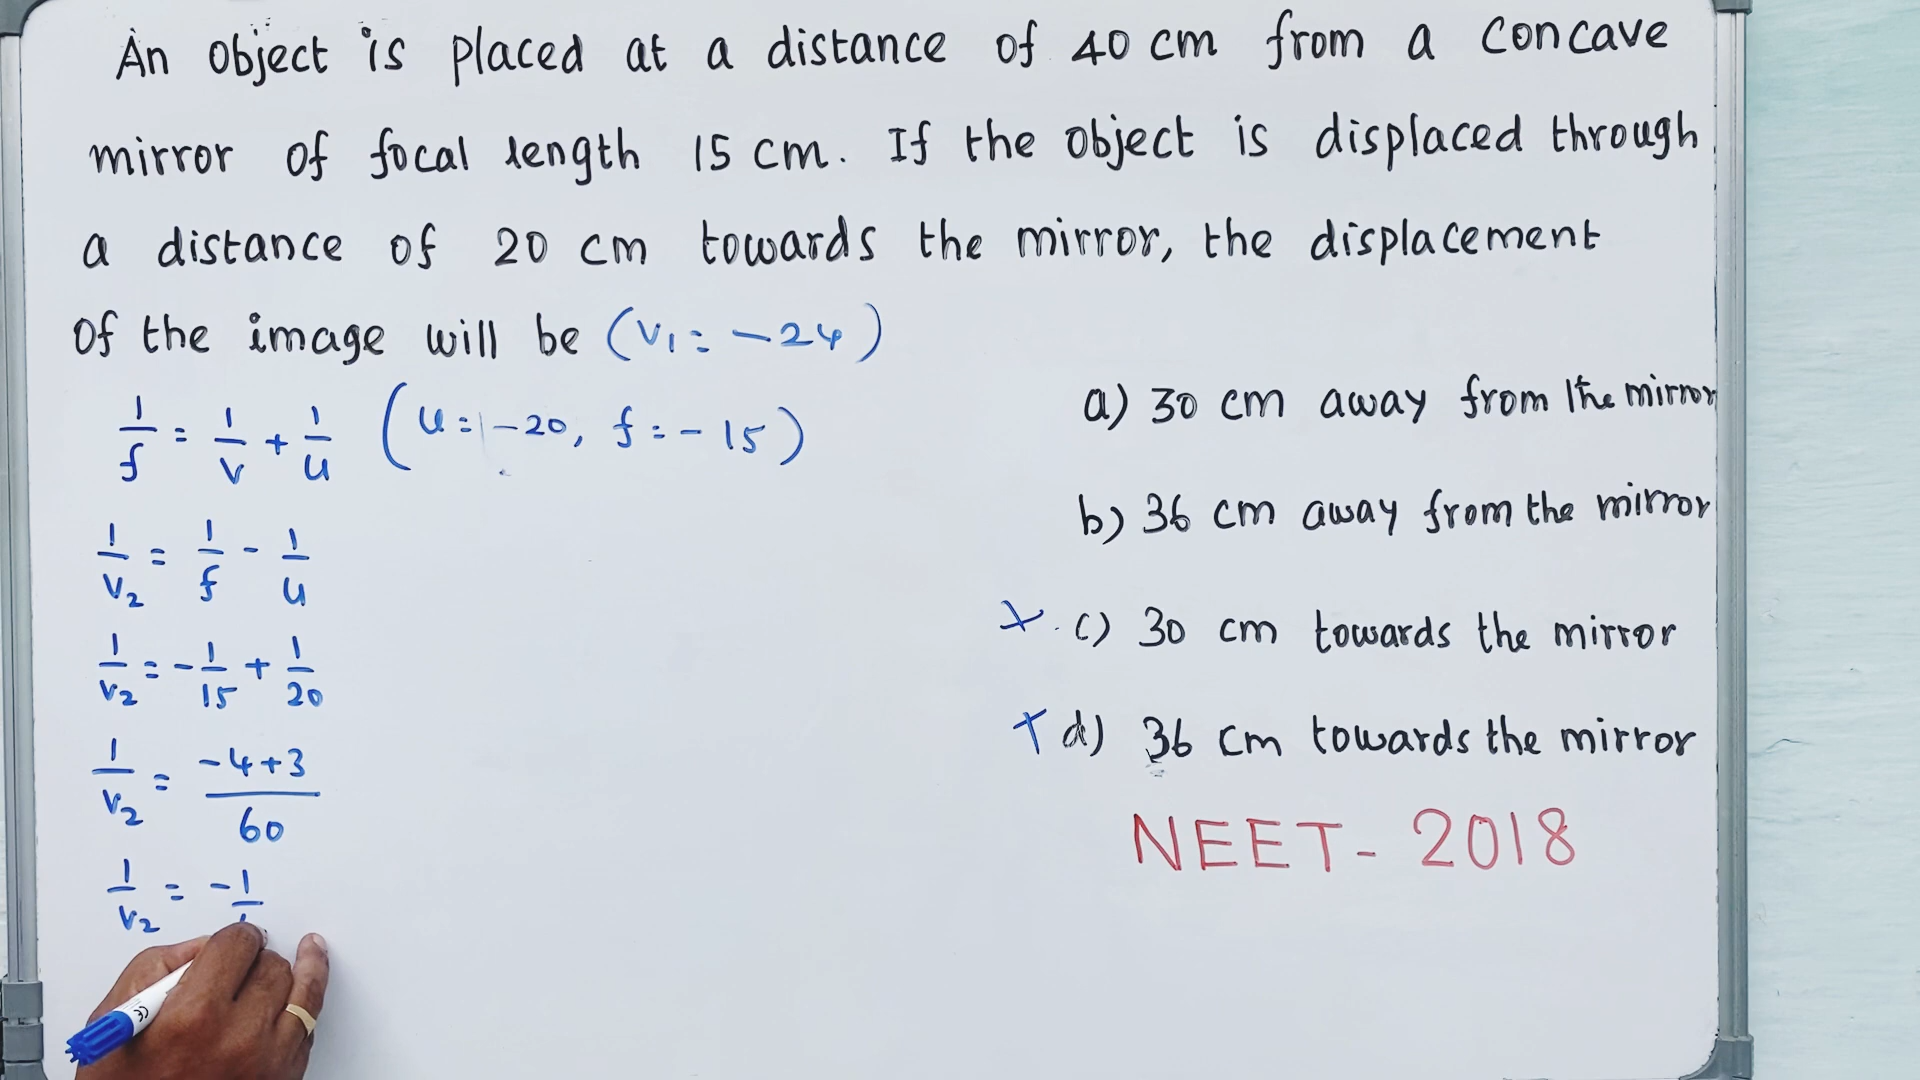 An object is placed at a distance of 40 cm from a concave
mirror of focal length 15 cm. If the object is displaced through
a distance of 20 cm towards the mirror, the displacement
of the image will be (v₁ = -24)
1/f = 1/v + 1/u (u = -20, f = -15)
1/v₂ = 1/f - 1/u
1/v₂ = -1/15 + 1/20
1/v₂ = (-4+3)/60
1/v₂ = -1/
a) 30 cm away from the mirror
b) 36 cm away from the mirror
x c) 30 cm towards the mirror
x d) 36 cm towards the mirror
NEET- 2018